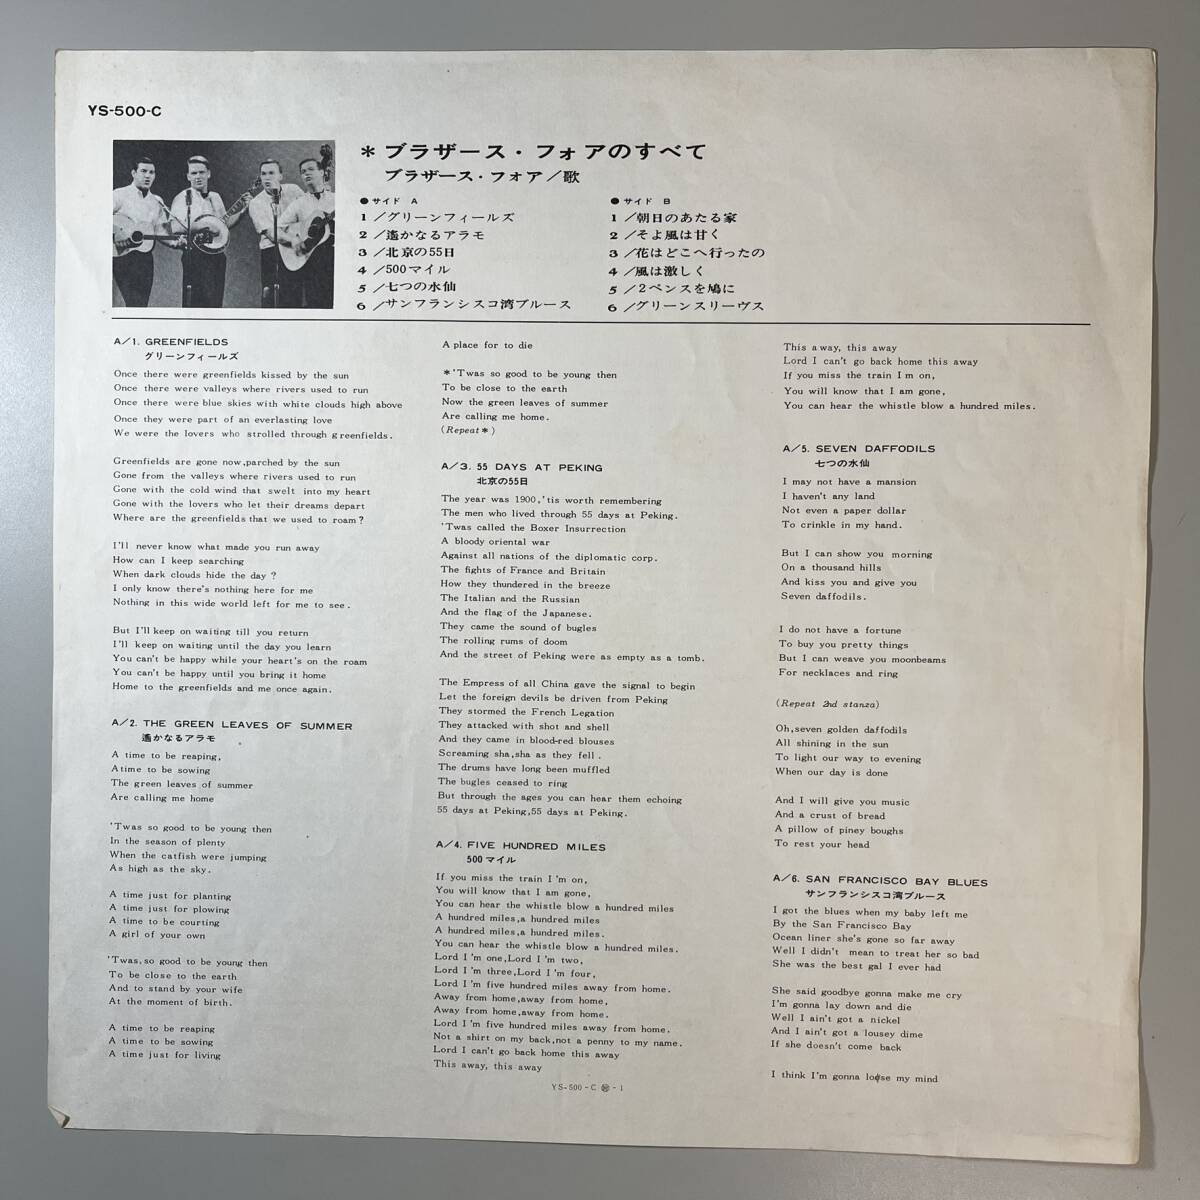 YS-500-C
＊ブラザース・フォアのすべて
ブラザース・フォア／歌
●サイド A
1／グリーンフィールズ
2／遙かなるアラモ
3／北京の55日
4／500マイル
5／七つの水仙
6／サンフランシスコ湾ブルース
●サイド B
1／朝日のあたる家
2／そよ風は甘く
3／花はどこへ行ったの
4／風は激しく
5／2ペンスを鳩に
6／グリーンスリーヴス
A／1. GREENFIELDS
グリーンフィールズ
Once there were greenfields kissed by the sun
Once there were valleys where rivers used to run
Once there were blue skies with white clouds high above
Once they were part of an everlasting love
We were the lovers who strolled through greenfields.
Greenfields are gone now,parched by the sun
Gone from the valleys where rivers used to run
Gone with the cold wind that swelt into my heart
Gone with the lovers who let their dreams depart
Where are the greenfields that we used to roam?
I'll never know what made you run away
How can I keep searching
When dark clouds hide the day?
I only know there's nothing here for me
Nothing in this wide world left for me to see.
But I'll keep on waiting till you return
I'll keep on waiting until the day you learn
You can't be happy while your heart's on the roam
You can't be happy until you bring it home
Home to the greenfields and me once again.
A／2. THE GREEN LEAVES OF SUMMER
遙かなるアラモ
A time to be reaping,
Atime to be sowing
The green leaves of summer
Are calling me home
'Twas so good to be young then
In the season of plenty
When the catfish were jumping
As high as the sky.
A time just for planting
A time just for plowing
A time to be courting
A girl of your own
'Twas, so good to be young then
To be close to the earth
And to stand by your wife
At the moment of birth.
A time to be reaping
A time to be sowing
A time just for living
A place for to die
＊'Twas so good to be young then
To be close to the earth
Now the green leaves of summer
Are calling me home.
(Repeat＊)
A／3. 55 DAYS AT PEKING
北京の55日
The year was 1900,'tis worth remembering
The men who lived through 55 days at Peking.
'Twas called the Boxer Insurrection
A bloody oriental war
Against all nations of the diplomatic corp.
The fights of France and Britain
How they thundered in the breeze
The Italian and the Russian
And the flag of the Japanese.
They came the sound of bugles
The rolling rums of doom
And the street of Peking were as empty as a tomb.
The Empress of all China gave the signal to begin
Let the foreign devils be driven from Peking
They stormed the French Legation
They attacked with shot and shell
And they came in blood-red blouses
Screaming sha,sha as they fell.
The drums have long been muffled
The bugles ceased to ring
But through the ages you can hear them echoing
55 days at Peking,55 days at Peking.
A／4. FIVE HUNDRED MILES
500マイル
If you miss the train I'm on,
You will know that I am gone,
You can hear the whistle blow a hundred miles
A hundred miles,a hundred miles
A hundred miles,a hundred miles.
You can hear the whistle blow a hundred miles.
Lord I'm one,Lord I'm two,
Lord I'm three,Lord I'm four,
Lord I'm five hundred miles away from home.
Away from home,away from home,
Away from home,away from home.
Lord I'm five hundred miles away from home.
Not a shirt on my back,not a penny to my name.
Lord I can't go back home this away
This away, this away
This away, this away
Lord I can't go back home this away
If you miss the train I m on,
You will know that I am gone,
You can hear the whistle blow a hundred miles.
A／5. SEVEN DAFFODILS
七つの水仙
I may not have a mansion
I haven't any land
Not even a paper dollar
To crinkle in my hand.
But I can show you morning
On a thousand hills
And kiss you and give you
Seven daffodils.
I do not have a fortune
To buy you pretty things
But I can weave you moonbeams
For necklaces and ring
(Repeat 2nd stanza)
Oh,seven golden daffodils
All shining in the sun
To light our way to evening
When our day is done
And I will give you music
And a crust of bread
A pillow of piney boughs
To rest your head
A／6. SAN FRANCISCO BAY BLUES
サンフランシスコ湾ブルース
I got the blues when my baby left me
By the San Francisco Bay
Ocean liner she's gone so far away
Well I didn't mean to treat her so bad
She was the best gal I ever had
She said goodbye gonna make me cry
I'm gonna lay down and die
Well I ain't got a nickel
And I ain't got a lousey dime
If she doesn't come back
I think I'm gonna loose my mind
YS-500-C - 1